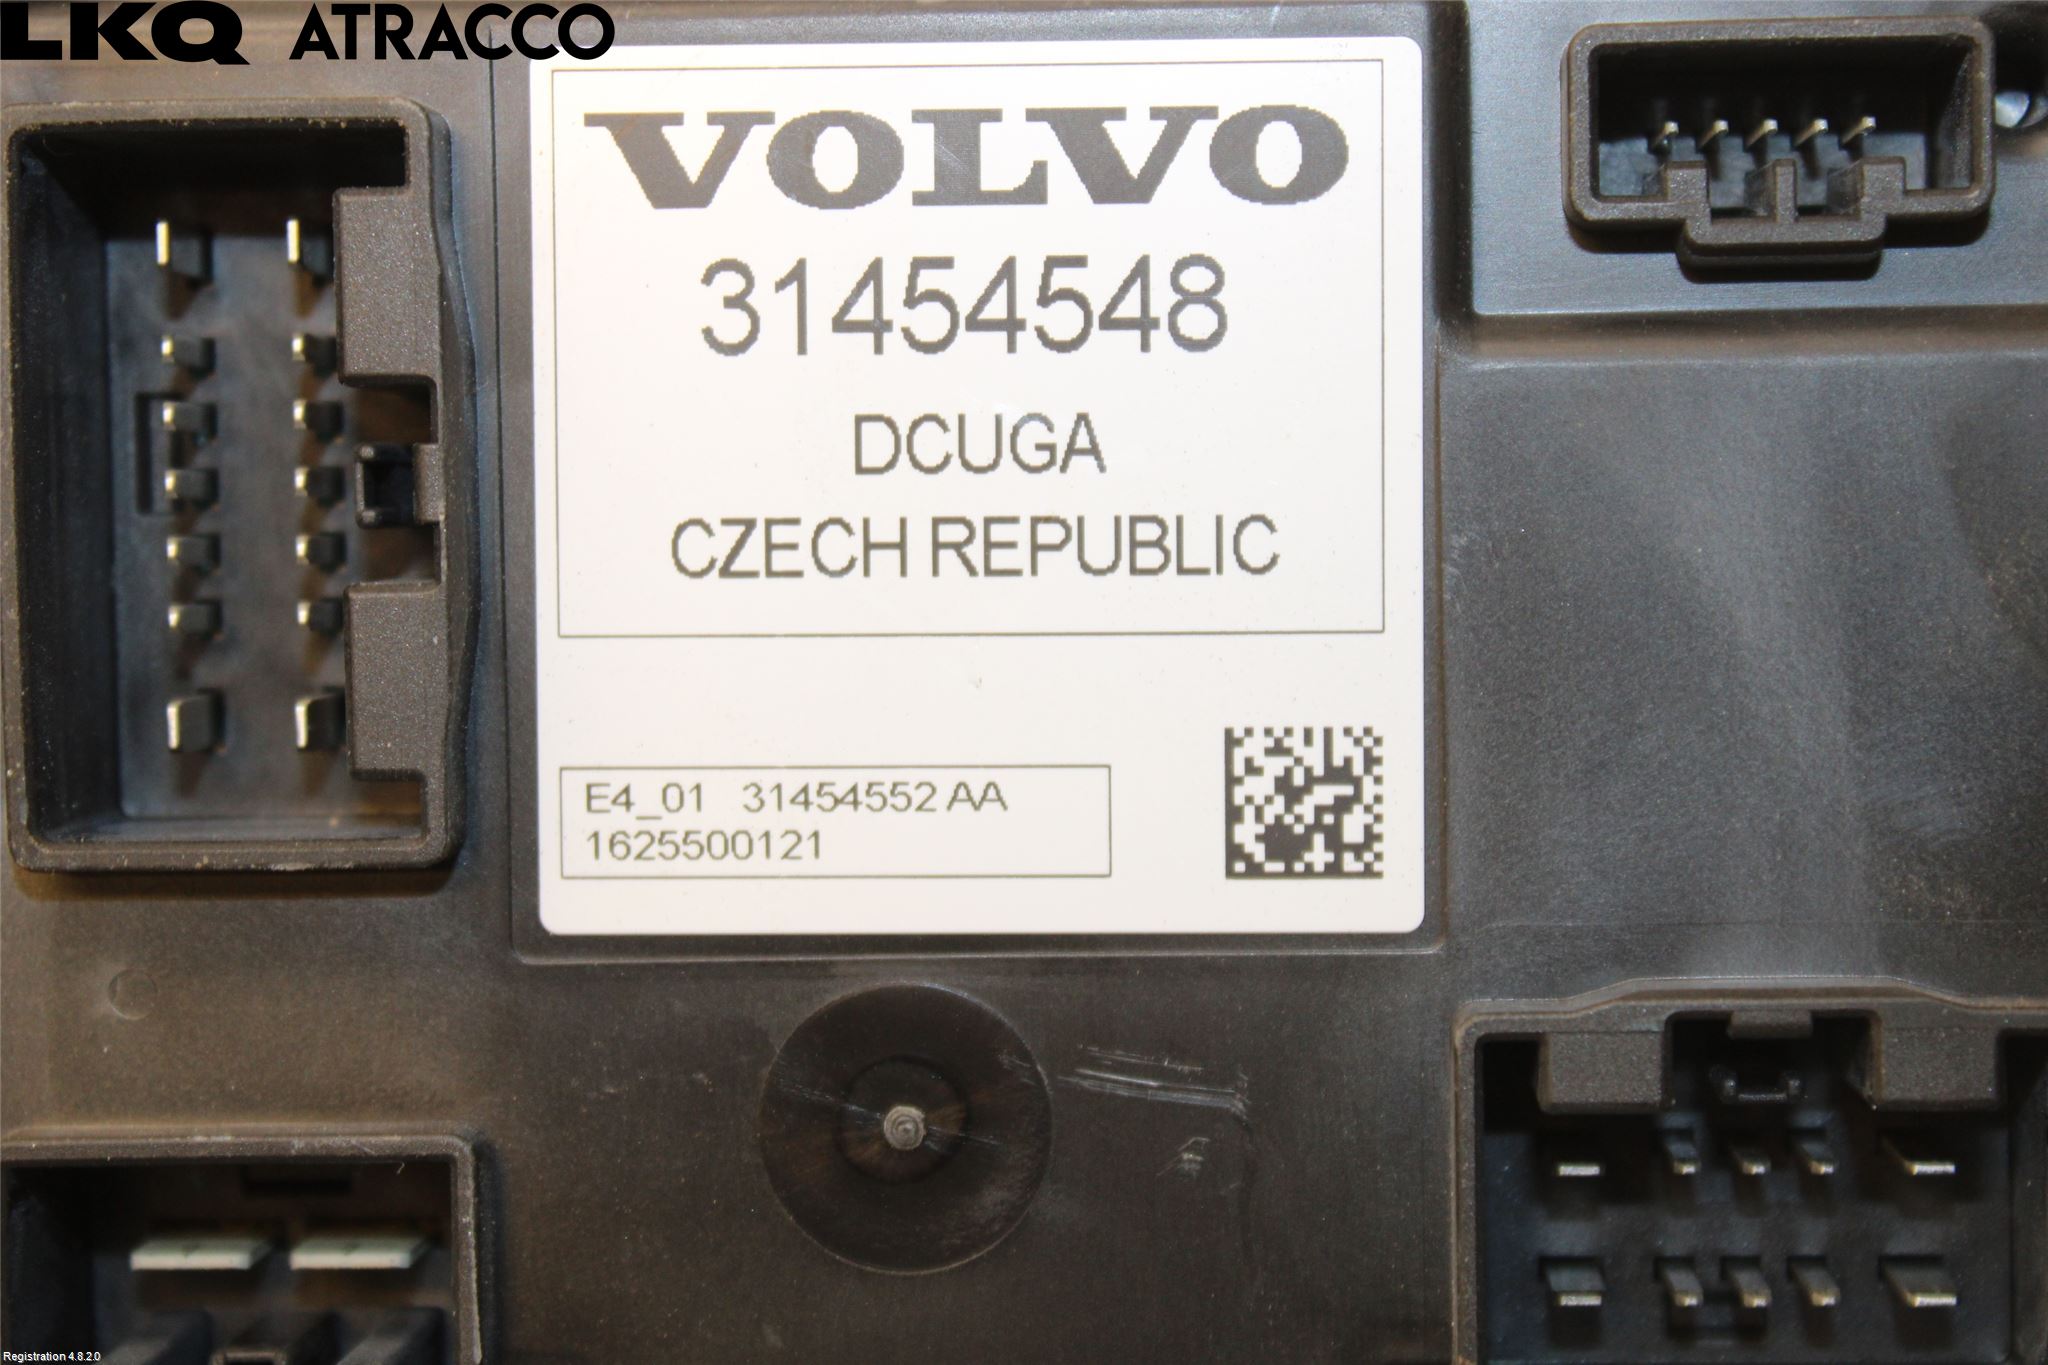 LKQ ATRACCO
VOLVO
31454548
DCUGA
CZECH REPUBLIC
E4_01 31454552 AA
1625500121
Registration 4.8.2.0